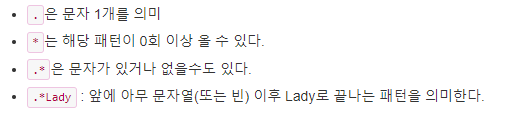 .은 문자 1개를 의미
*는 해당 패턴이 0회 이상 올 수 있다.
.*은 문자가 있거나 없을수도 있다.
.*Lady : 앞에 아무 문자열(또는 빈) 이후 Lady로 끝나는 패턴을 의미한다.